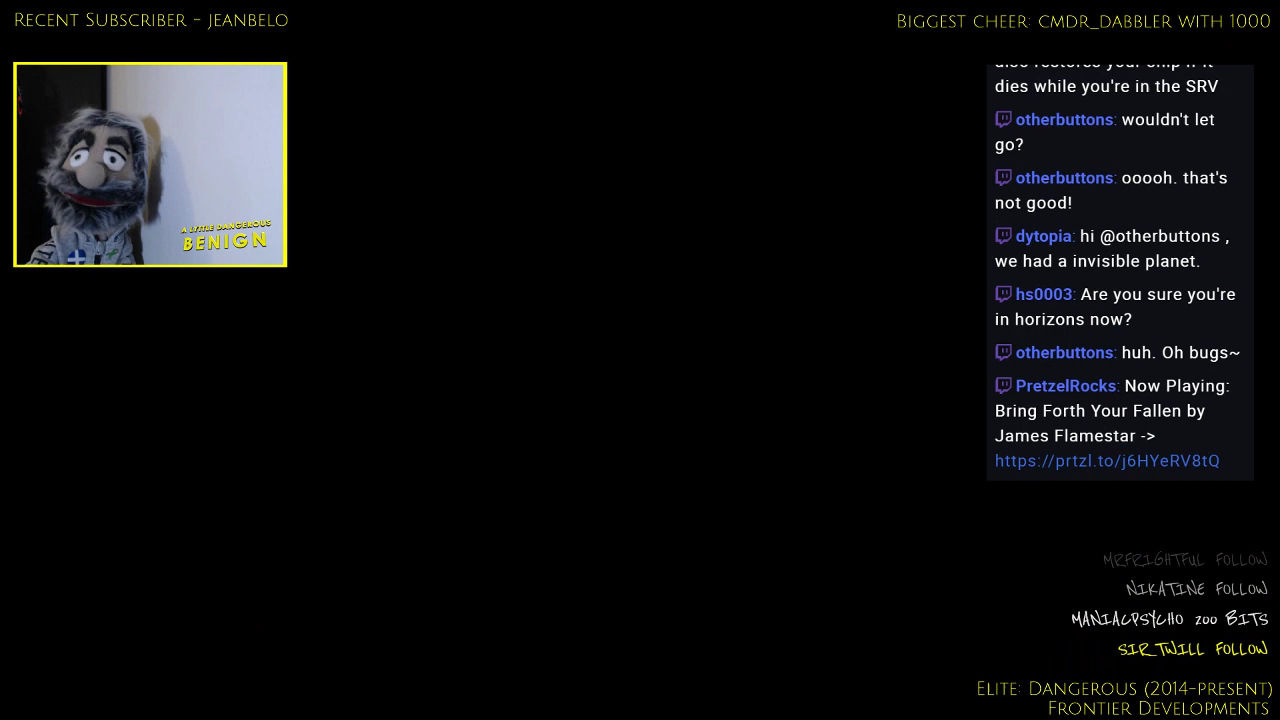 Recent Subscriber - jeanbelo
Biggest cheer: cmdr_dabbler with 1000
A LYTTLE DANGEROUS
BENIGN
dies while you're in the SRV
otherbuttons: wouldn't let
go?
otherbuttons: ooooh. that's
not good!
dytopia: hi @otherbuttons ,
we had a invisible planet.
hs0003: Are you sure you're
in horizons now?
otherbuttons: huh. Oh bugs~
PretzelRocks: Now Playing:
Bring Forth Your Fallen by
James Flamestar ->
https://prtzl.to/j6HYeRV8tQ
MRFRIGHTFUL FOLLOW
NIKATINE FOLLOW
MANIACPSYCHO 200 BITS
SIR_TWILL FOLLOW
Elite: Dangerous (2014-present)
Frontier Developments